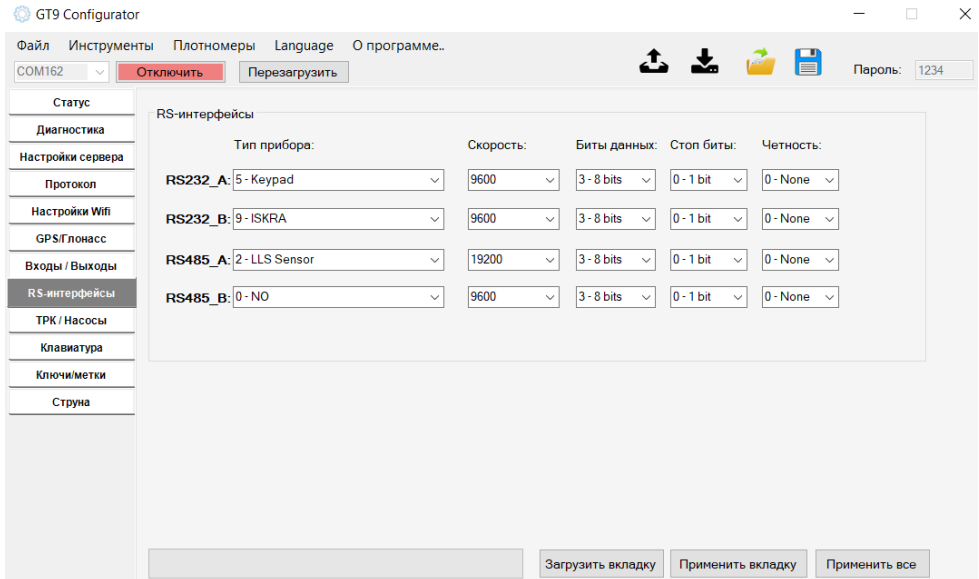 GT9 Configurator
Файл Инструменты Плотномеры Language О программе..
COM162 Отключить Перезагрузить Пароль: 1234
Статус
Диагностика
Настройки сервера
Протокол
Настройки Wifi
GPS/Глонасс
Входы / Выходы
RS-интерфейсы
ТРК / Насосы
Клавиатура
Ключи/метки
Струна
RS-интерфейсы
Тип прибора: Скорость: Биты данных: Стоп биты: Четность:
RS232_A: 5 - Keypad 9600 3 - 8 bits 0 - 1 bit 0 - None
RS232_B: 9 - ISKRA 9600 3 - 8 bits 0 - 1 bit 0 - None
RS485_A: 2 - LLS Sensor 19200 3 - 8 bits 0 - 1 bit 0 - None
RS485_B: 0 - NO 9600 3 - 8 bits 0 - 1 bit 0 - None
Загрузить вкладку Применить вкладку Применить все